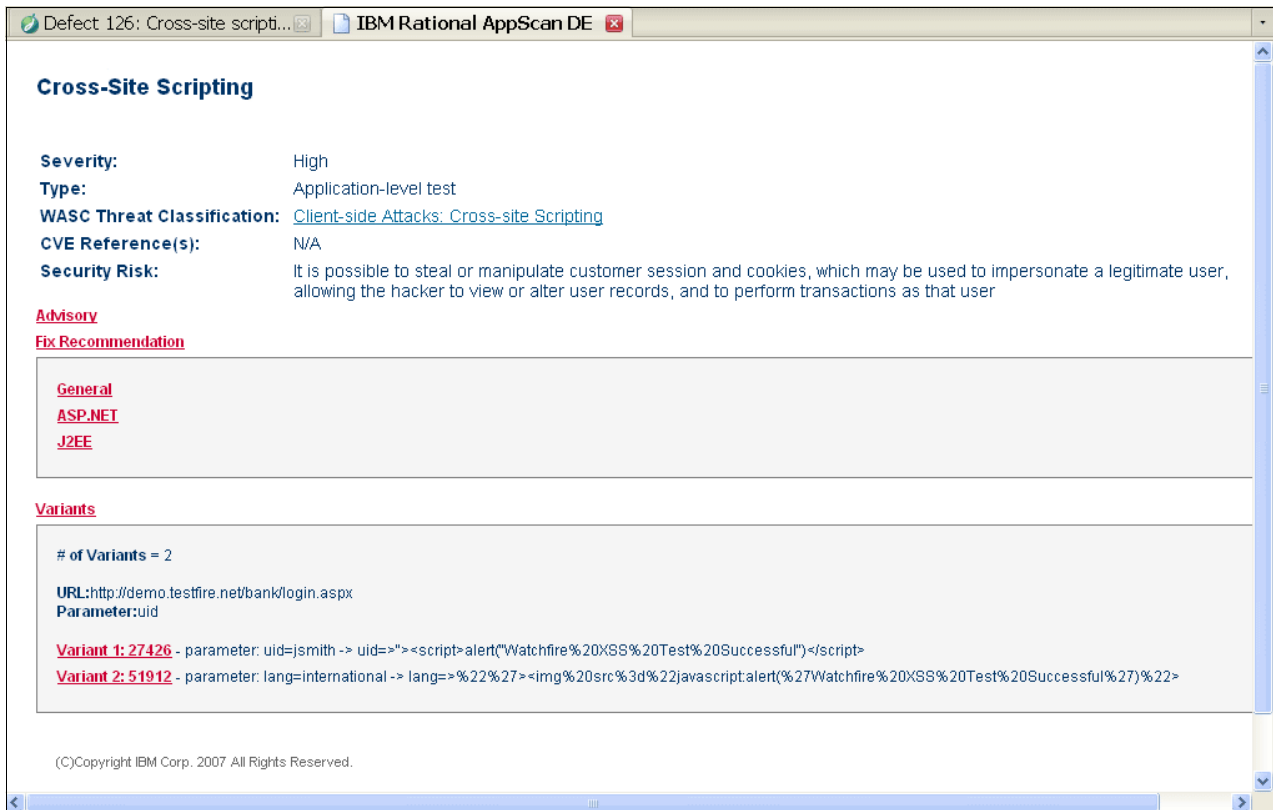 Defect 126: Cross-site scripti...
IBM Rational AppScan DE
Cross-Site Scripting
Severity: High
Type: Application-level test
WASC Threat Classification: Client-side Attacks: Cross-site Scripting
CVE Reference(s): N/A
Security Risk: It is possible to steal or manipulate customer session and cookies, which may be used to impersonate a legitimate user,
allowing the hacker to view or alter user records, and to perform transactions as that user
Advisory
Fix Recommendation
General
ASP.NET
J2EE
Variants
# of Variants = 2
URL:http://demo.testfire.net/bank/login.aspx
Parameter:uid
Variant 1: 27426 - parameter: uid=jsmith -> uid=>"><script>alert("Watchfire%20XSS%20Test%20Successful")</script>
Variant 2: 51912 - parameter: lang=international -> lang=>%22%27><img%20src%3d%22javascript:alert(%27Watchfire%20XSS%20Test%20Successful%27)%22>
(C)Copyright IBM Corp. 2007 All Rights Reserved.